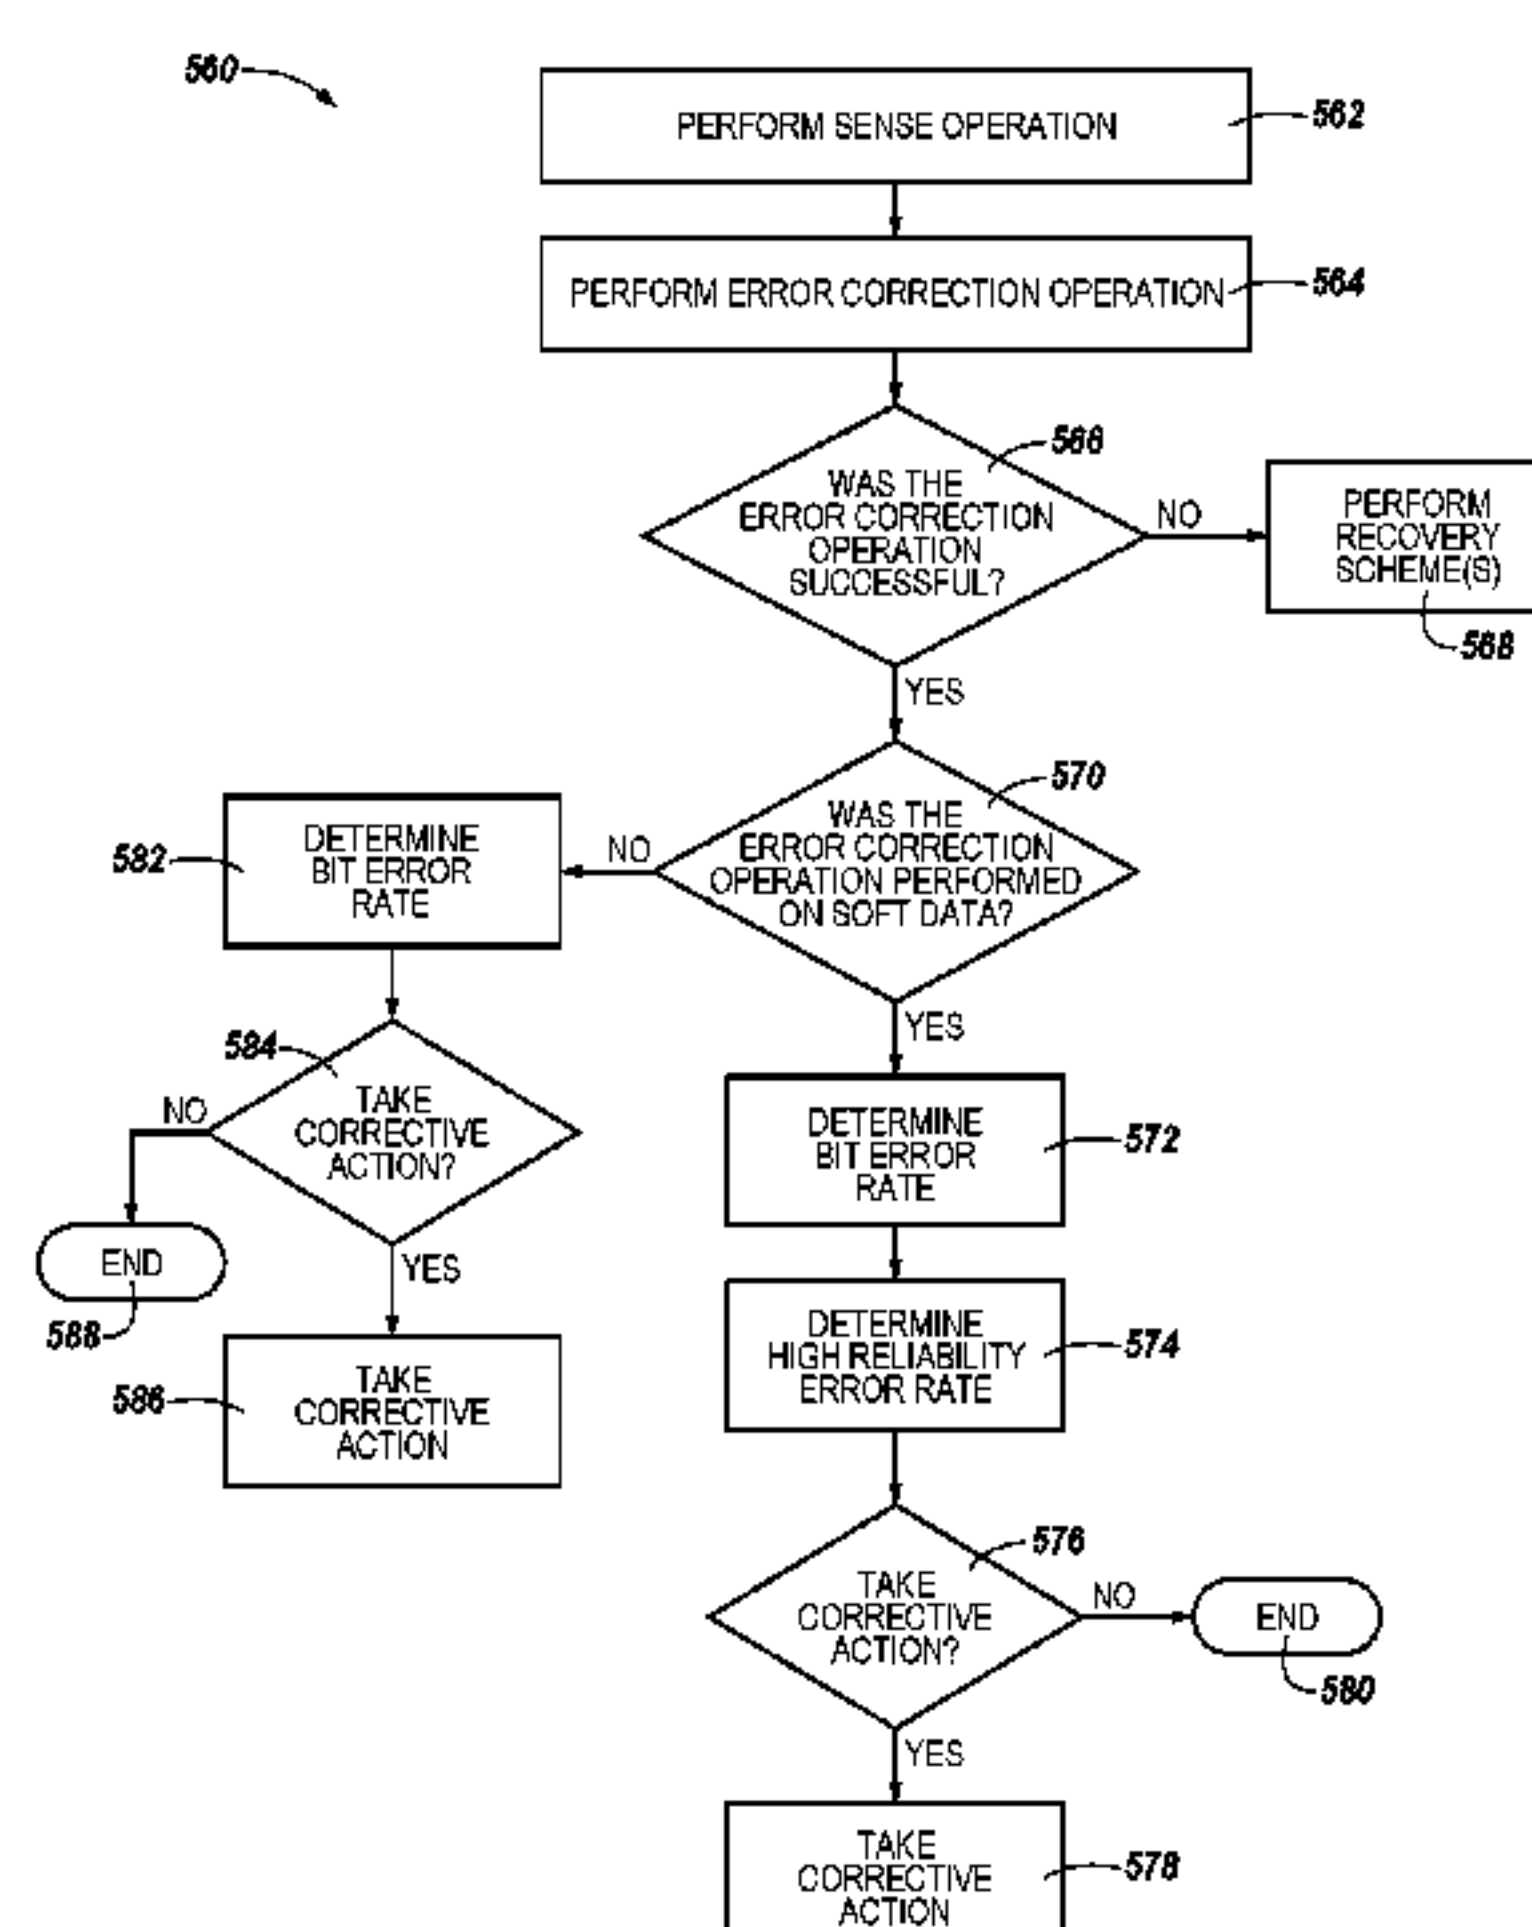 560
PERFORM SENSE OPERATION
562
PERFORM ERROR CORRECTION OPERATION
564
566
WAS THE
ERROR CORRECTION
OPERATION
SUCCESSFUL?
NO
PERFORM
RECOVERY
SCHEME(S)
568
YES
570
WAS THE
ERROR CORRECTION
OPERATION PERFORMED
ON SOFT DATA?
NO
582
DETERMINE
BIT ERROR
RATE
YES
584
TAKE
CORRECTIVE
ACTION?
NO
END
588
YES
586
TAKE
CORRECTIVE
ACTION
DETERMINE
BIT ERROR
RATE
572
DETERMINE
HIGH RELIABILITY
ERROR RATE
574
576
TAKE
CORRECTIVE
ACTION?
NO
END
580
YES
TAKE
CORRECTIVE
ACTION
578